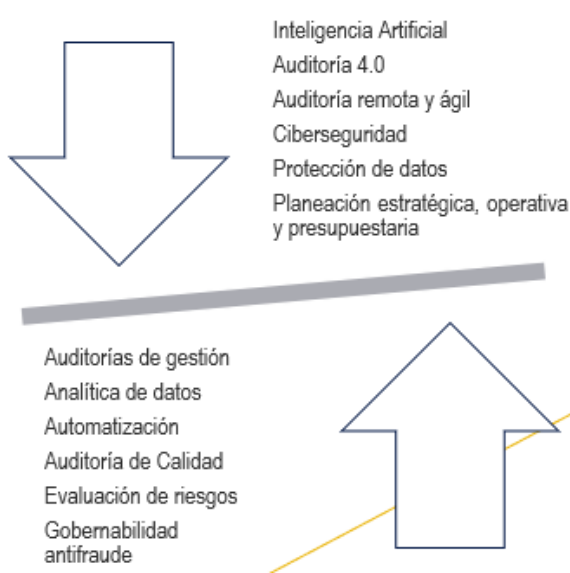 Inteligencia Artificial
Auditoría 4.0
Auditoría remota y ágil
Ciberseguridad
Protección de datos
Planeación estratégica, operativa
y presupuestaria
Auditorías de gestión
Analítica de datos
Automatización
Auditoría de Calidad
Evaluación de riesgos
Gobernabilidad
antifraude